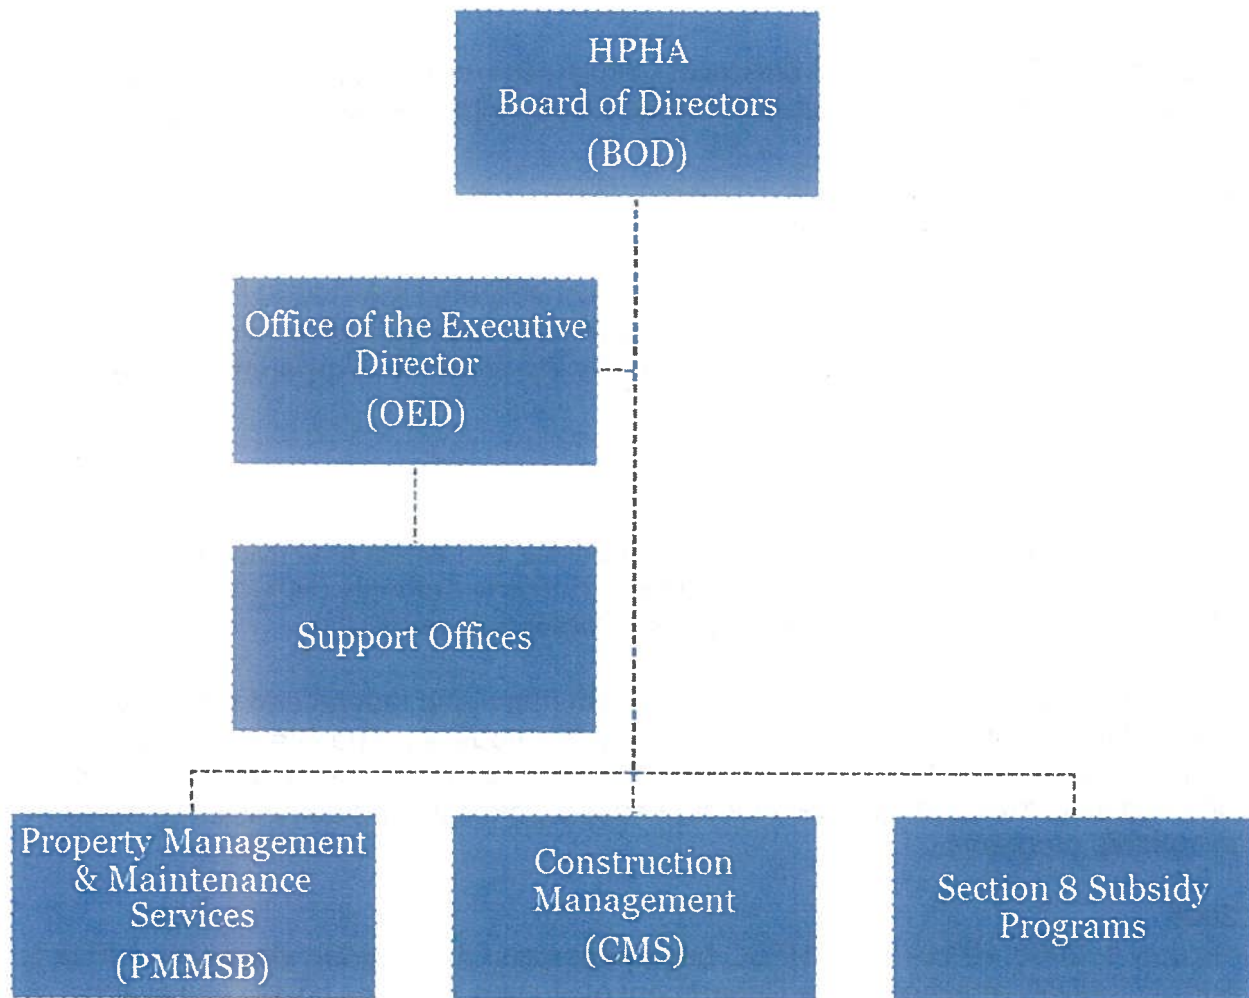 HPHA
Board of Directors
(BOD)
Office of the Executive
Director
(OED)
Support Offices
Property Management
& Maintenance
Services
(PMMSB)
Construction
Management
(CMS)
Section 8 Subsidy
Programs